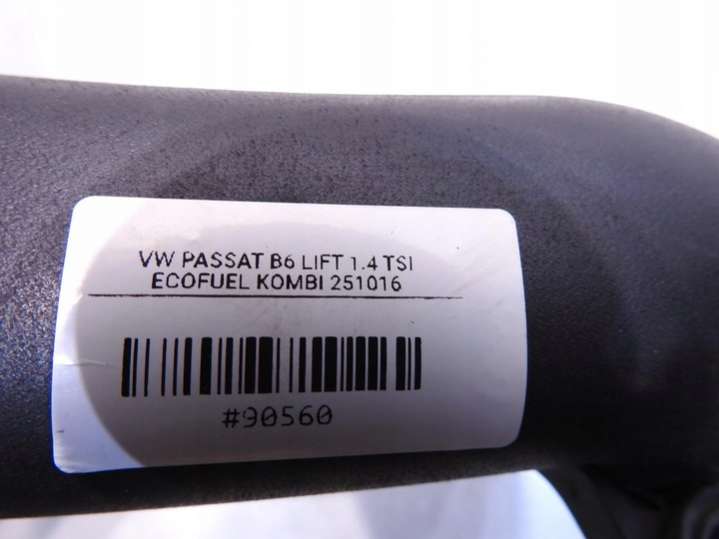 VW PASSAT B6 LIFT 1.4 TSI
ECOFUEL KOMBI 251016
#90560